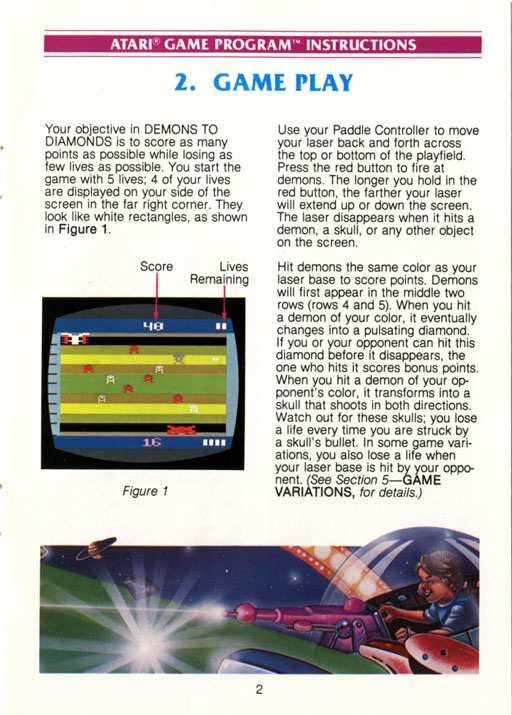 ATARI® GAME PROGRAM™ INSTRUCTIONS
2. GAME PLAY
Your objective in DEMONS TO
DIAMONDS is to score as many
points as possible while losing as
few lives as possible. You start the
game with 5 lives; 4 of your lives
are displayed on your side of the
screen in the far right corner. They
look like white rectangles, as shown
in Figure 1.
Score
Lives
Remaining
48
16
Figure 1
Use your Paddle Controller to move
your laser back and forth across
the top or bottom of the playfield.
Press the red button to fire at
demons. The longer you hold in the
red button, the farther your laser
will extend up or down the screen.
The laser disappears when it hits a
demon, a skull, or any other object
on the screen.
Hit demons the same color as your
laser base to score points. Demons
will first appear in the middle two
rows (rows 4 and 5). When you hit
a demon of your color, it eventually
changes into a pulsating diamond.
If you or your opponent can hit this
diamond before it disappears, the
one who hits it scores bonus points.
When you hit a demon of your op-
ponent's color, it transforms into a
skull that shoots in both directions.
Watch out for these skulls; you lose
a life every time you are struck by
a skull's bullet. In some game vari-
ations, you also lose a life when
your laser base is hit by your oppo-
nent. (See Section 5—GAME
VARIATIONS, for details.)
2